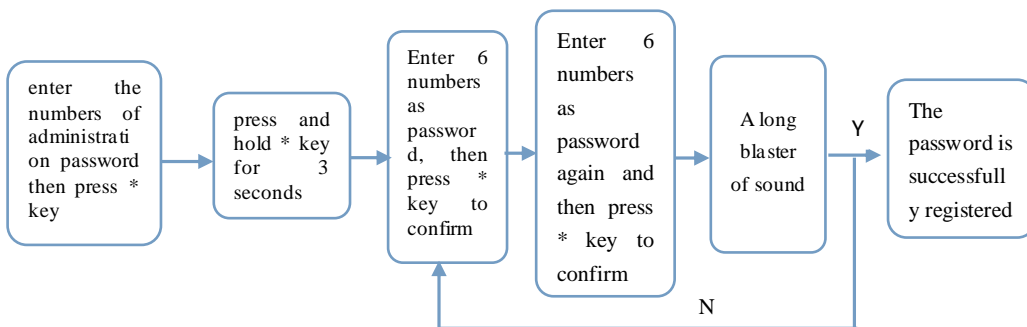 enter the
numbers of
administrati
on password
then press *
key
press and
hold * key
for 3
seconds
Enter 6
numbers
as
passwor
d, then
press *
key to
confirm
Enter 6
numbers
as
password
again and
then press
* key to
confirm
A long
blaster
of sound
Y
The
password is
successfull
y registered
N